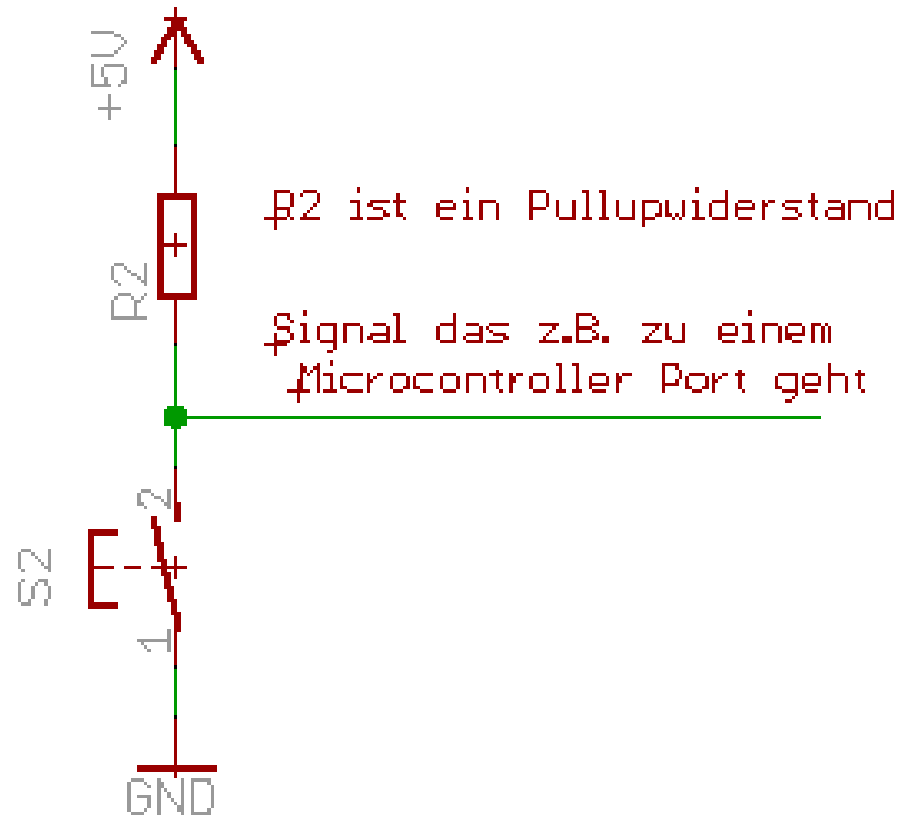 +5V
R2 ist ein Pullupwiderstand
R2
Signal das z.B. zu einem
Microcontroller Port geht
2
S2
1
GND